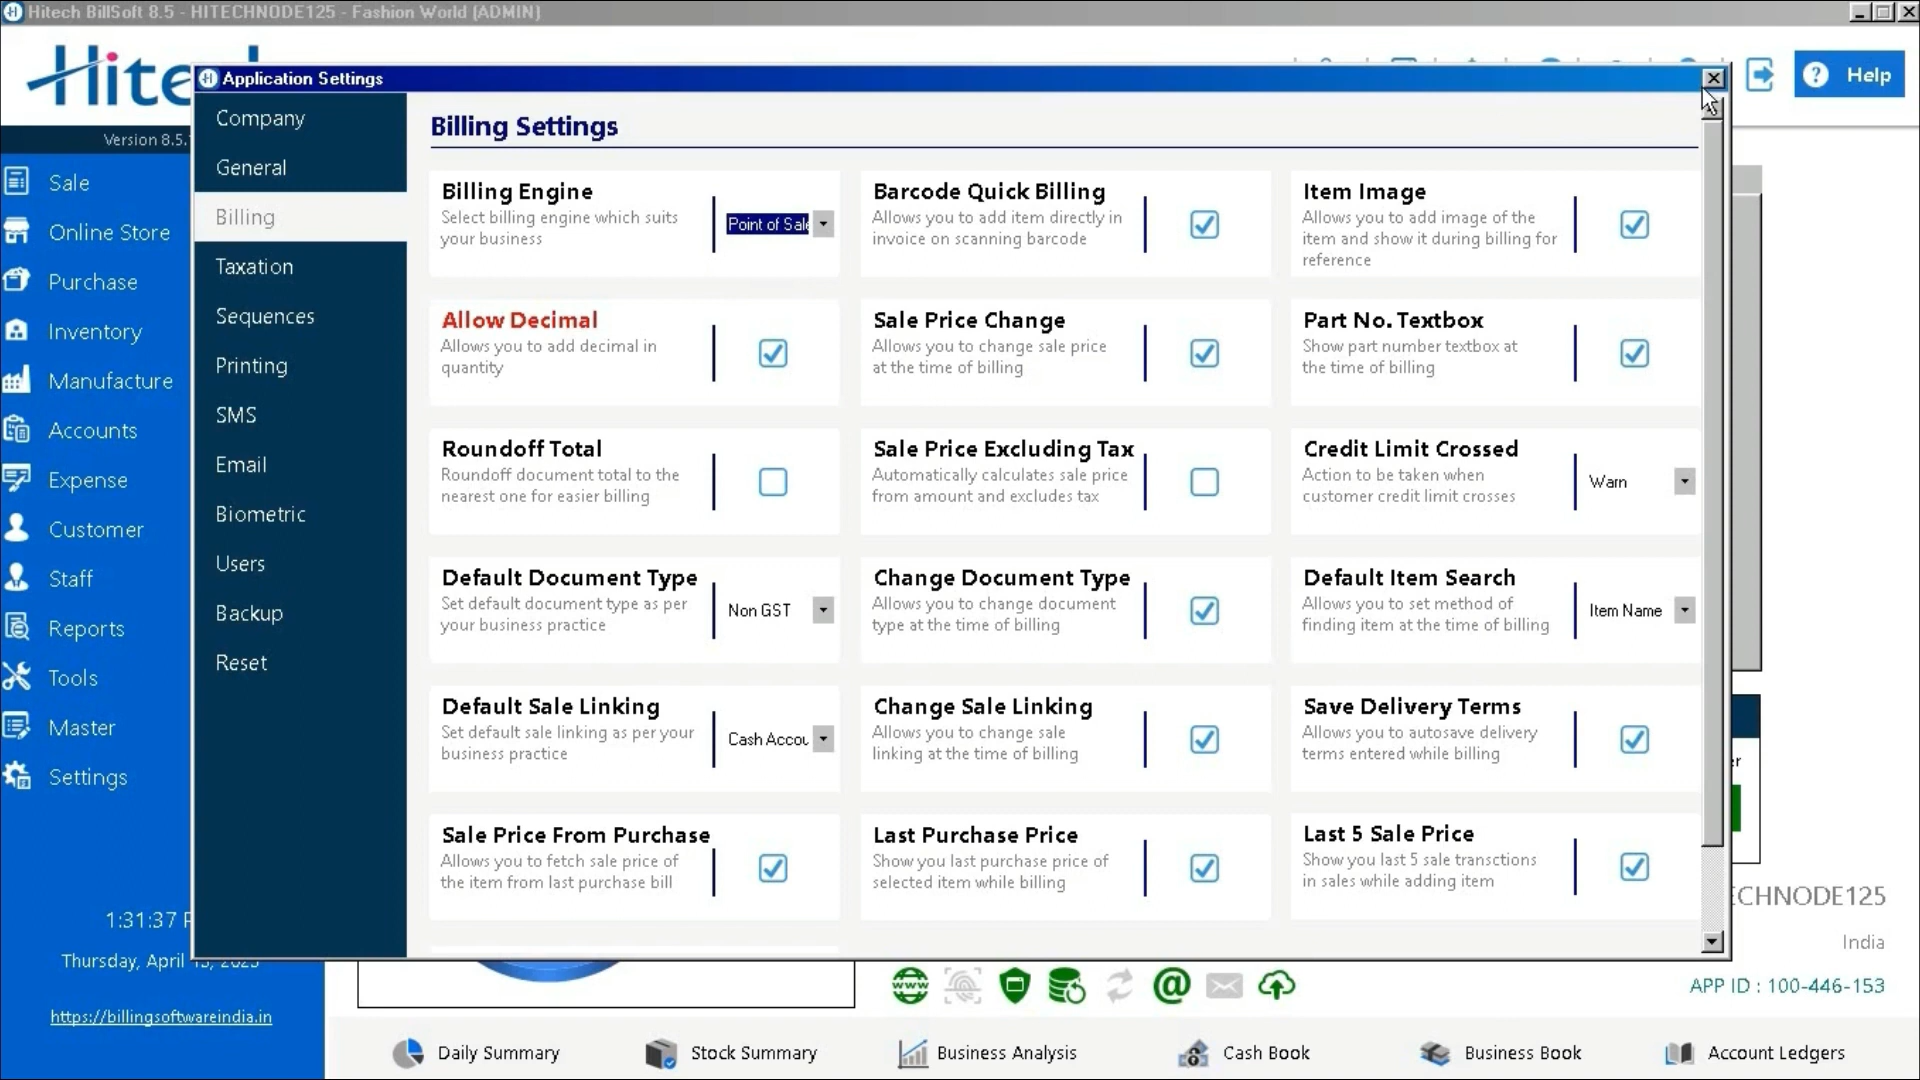 Hitech BillSoft 8.5 - HITECHNODE125 - Fashion World (ADMIN)
Hite
Help
Version 8.5.
Application Settings
Sale
Online Store
Purchase
Inventory
Manufacture
Accounts
Expense
Customer
Staff
Reports
Tools
Master
Settings
1:31:37
Thursday, April
https://billingsoftwareindia.in
Company
General
Billing
Taxation
Sequences
Printing
SMS
Email
Biometric
Users
Backup
Reset
Billing Settings
Billing Engine
Select billing engine which suits
your business
Point of Sale
Barcode Quick Billing
Allows you to add item directly in
invoice on scanning barcode
Item Image
Allows you to add image of the
item and show it during billing for
reference
Allow Decimal
Allows you to add decimal in
quantity
Sale Price Change
Allows you to change sale price
at the time of billing
Part No. Textbox
Show part number textbox at
the time of billing
Roundoff Total
Roundoff document total to the
nearest one for easier billing
Sale Price Excluding Tax
Automatically calculates sale price
from amount and excludes tax
Credit Limit Crossed
Action to be taken when
customer credit limit crosses
Warn
Default Document Type
Set default document type as per
your business practice
Non GST
Change Document Type
Allows you to change document
type at the time of billing
Default Item Search
Allows you to set method of
finding item at the time of billing
Item Name
Default Sale Linking
Set default sale linking as per your
business practice
Cash Accou
Change Sale Linking
Allows you to change sale
linking at the time of billing
Save Delivery Terms
Allows you to autosave delivery
terms entered while billing
Sale Price From Purchase
Allows you to fetch sale price of
the item from last purchase bill
Last Purchase Price
Show you last purchase price of
selected item while billing
Last 5 Sale Price
Show you last 5 sale transctions
in sales while adding item
ECHNODE125
India
APP ID : 100-446-153
www
Daily Summary
Stock Summary
Business Analysis
Cash Book
Business Book
Account Ledgers